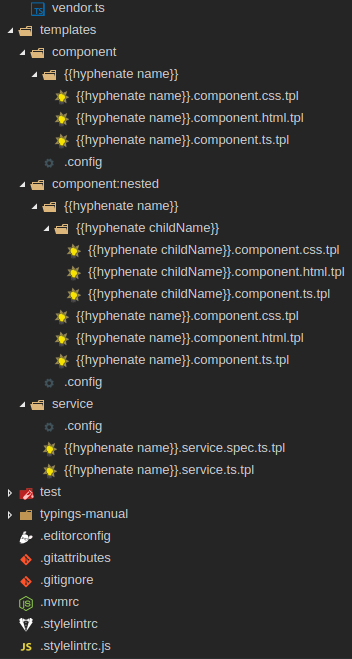 vendor.ts
templates
component
{{hyphenate name}}
{{hyphenate name}}.component.css.tpl
{{hyphenate name}}.component.html.tpl
{{hyphenate name}}.component.ts.tpl
.config
component:nested
{{hyphenate name}}
{{hyphenate childName}}
{{hyphenate childName}}.component.css.tpl
{{hyphenate childName}}.component.html.tpl
{{hyphenate childName}}.component.ts.tpl
{{hyphenate name}}.component.css.tpl
{{hyphenate name}}.component.html.tpl
{{hyphenate name}}.component.ts.tpl
.config
service
.config
{{hyphenate name}}.service.spec.ts.tpl
{{hyphenate name}}.service.ts.tpl
test
typings-manual
.editorconfig
.gitattributes
.gitignore
.nvmrc
.stylelintrc
.stylelintrc.js